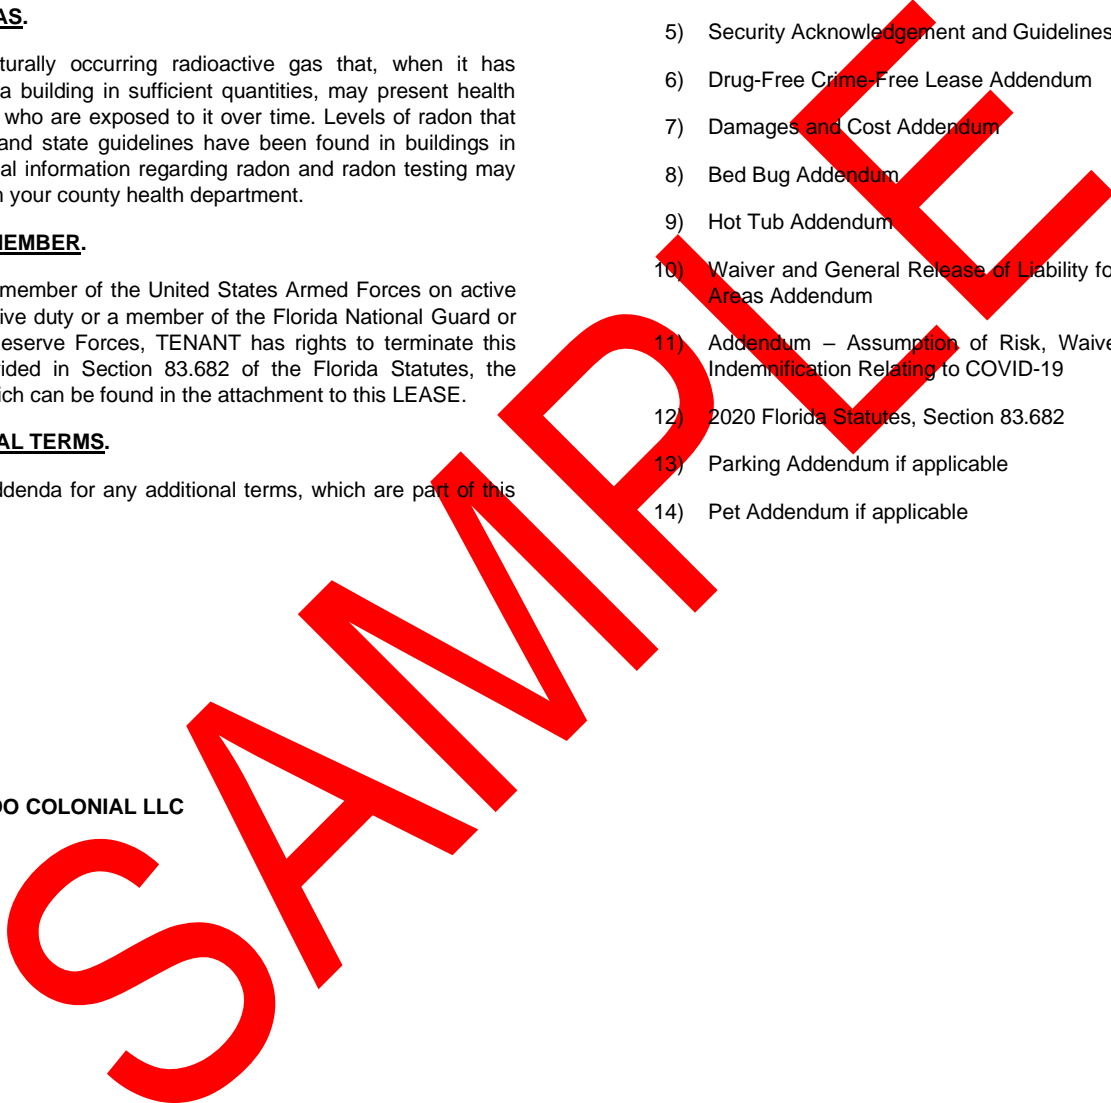 AS.
turally occurring radioactive gas that, when it has
a building in sufficient quantities, may present health
who are exposed to it over time. Levels of radon that
and state guidelines have been found in buildings in
al information regarding radon and radon testing may
your county health department.
MEMBER.
member of the United States Armed Forces on active
ive duty or a member of the Florida National Guard or
eserve Forces, TENANT has rights to terminate this
vided in Section 83.682 of the Florida Statutes, the
ich can be found in the attachment to this LEASE.
AL TERMS.
ddenda for any additional terms, which are part of this
DO COLONIAL LLC
5) Security Acknowledgement and Guidelines
6) Drug-Free Crime-Free Lease Addendum
7) Damages and Cost Addendum
8) Bed Bug Addendum
9) Hot Tub Addendum
10) Waiver and General Release of Liability fo
Areas Addendum
11) Addendum – Assumption of Risk, Waive
Indemnification Relating to COVID-19
12) 2020 Florida Statutes, Section 83.682
13) Parking Addendum if applicable
14) Pet Addendum if applicable
SAMPLE